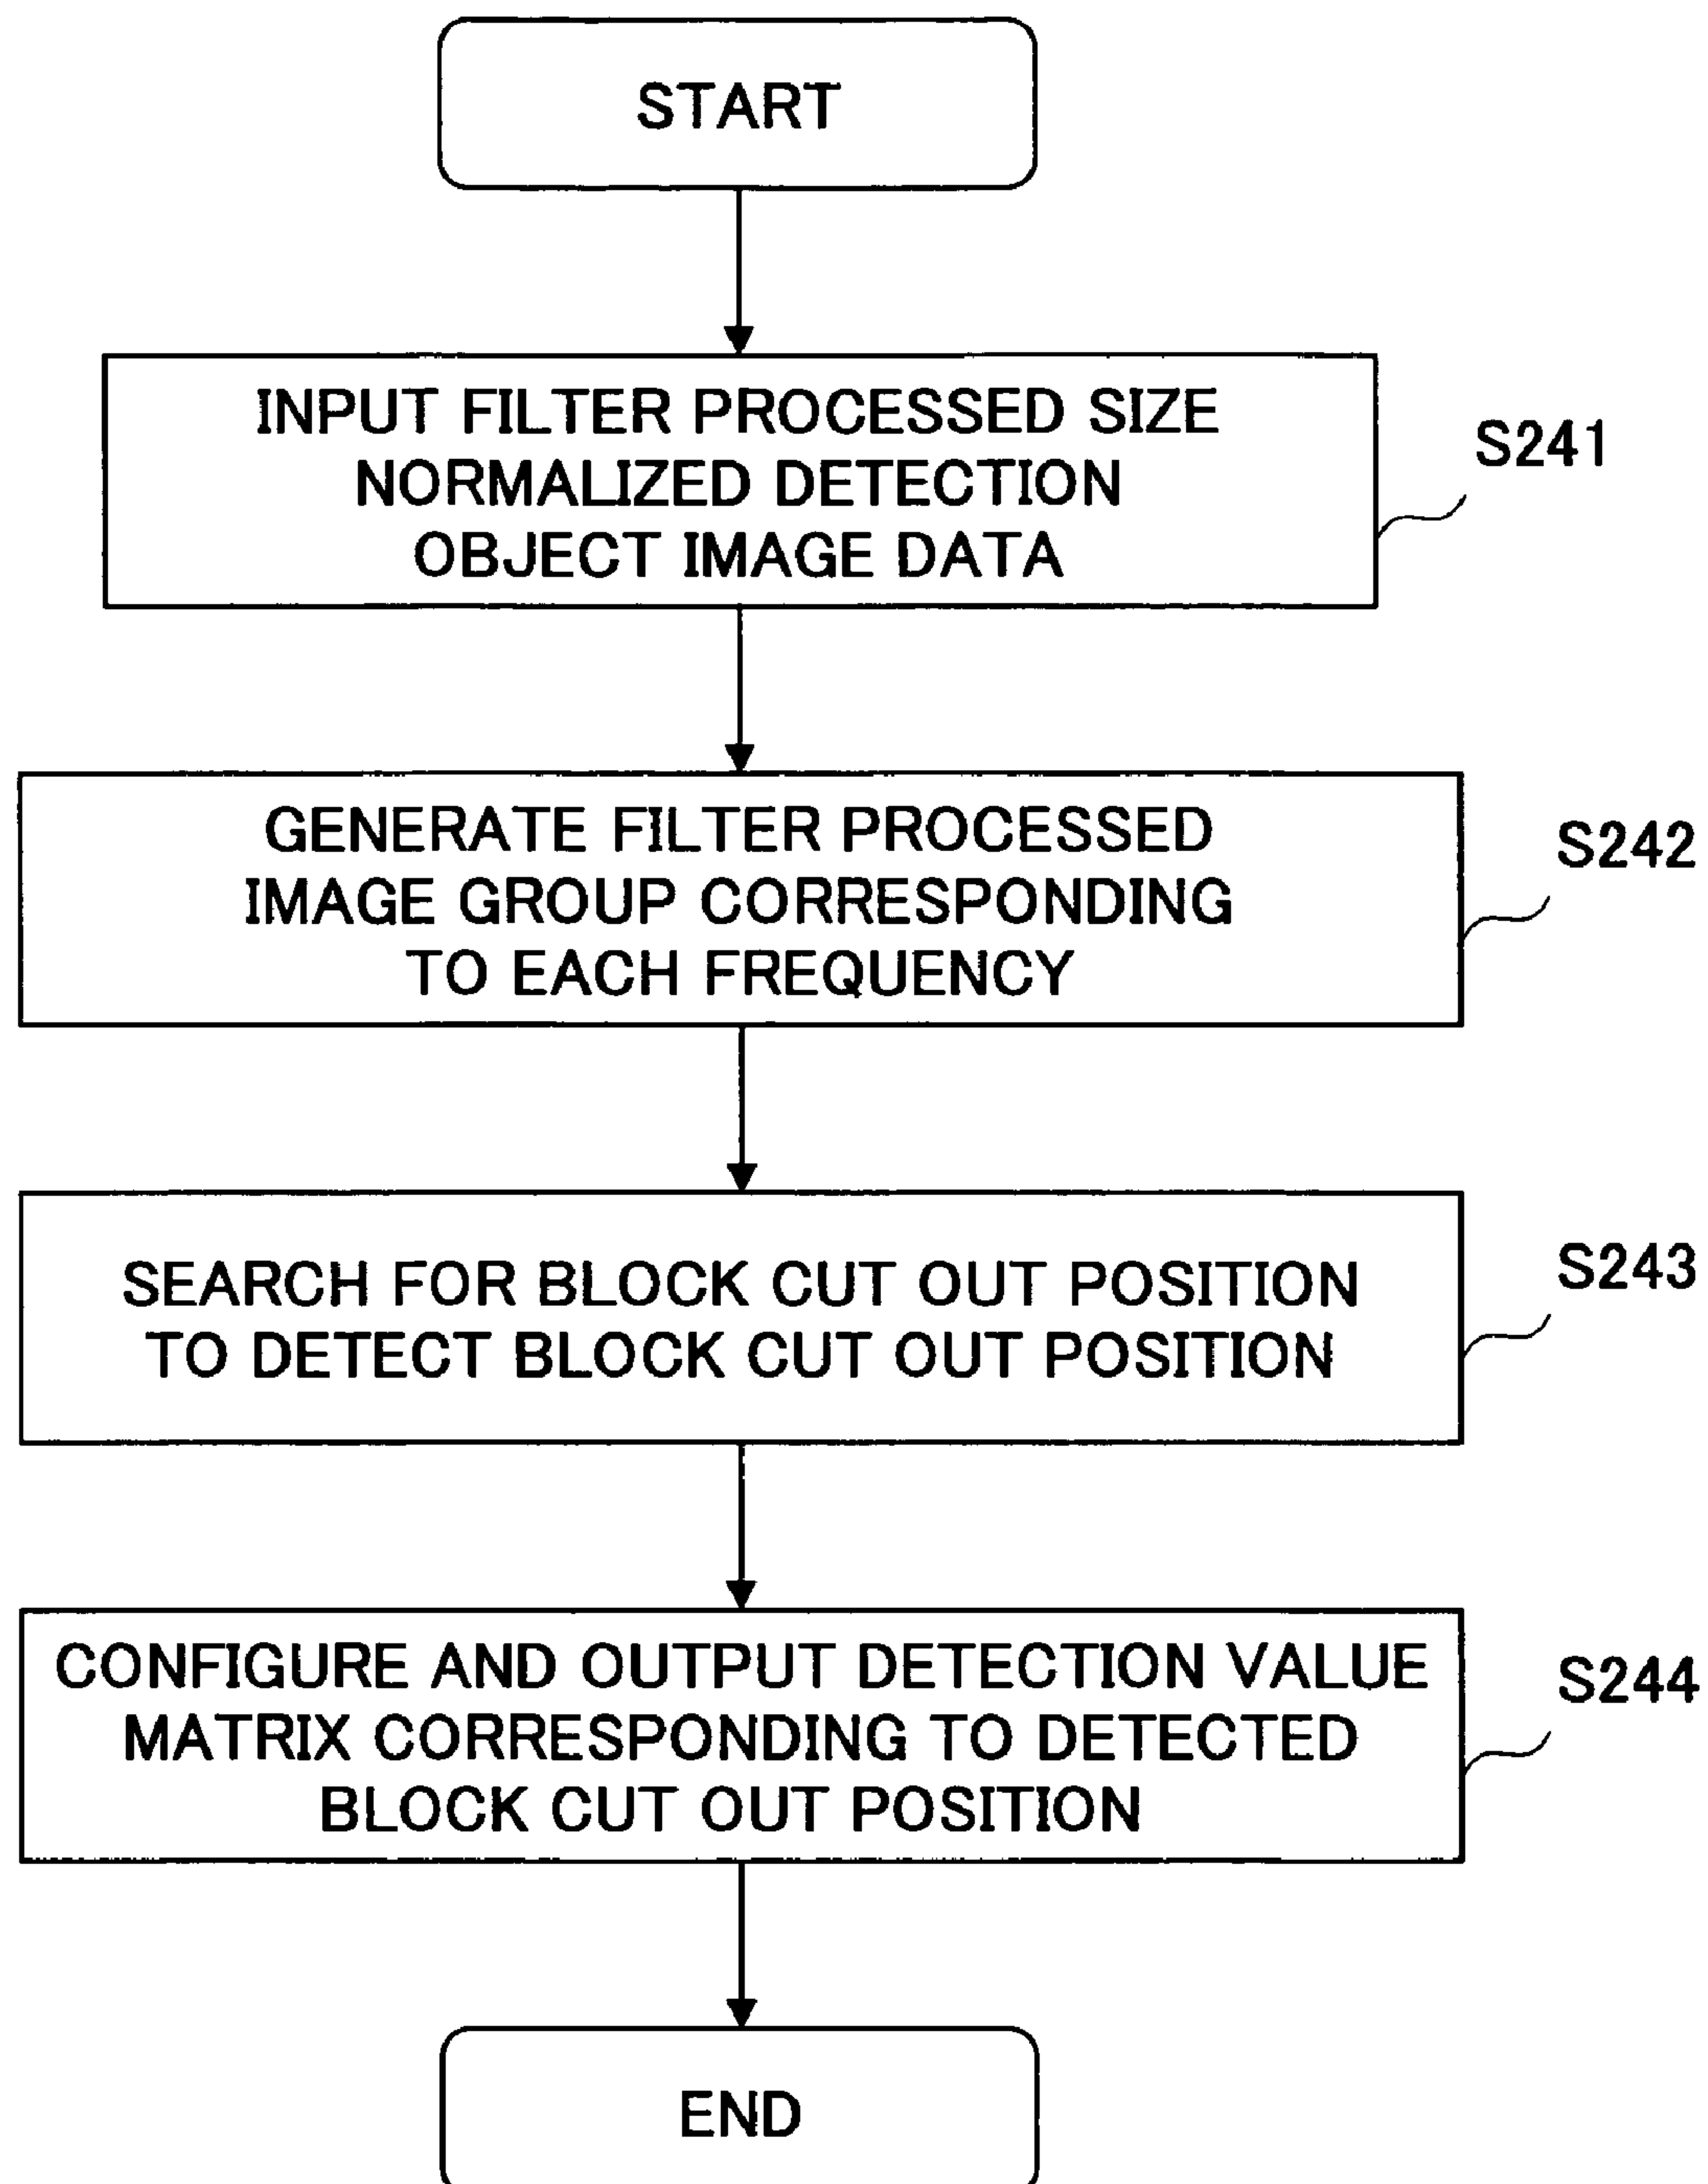 START
INPUT FILTER PROCESSED SIZE
NORMALIZED DETECTION
OBJECT IMAGE DATA
S241
GENERATE FILTER PROCESSED
IMAGE GROUP CORRESPONDING
TO EACH FREQUENCY
S242
SEARCH FOR BLOCK CUT OUT POSITION
TO DETECT BLOCK CUT OUT POSITION
S243
CONFIGURE AND OUTPUT DETECTION VALUE
MATRIX CORRESPONDING TO DETECTED
BLOCK CUT OUT POSITION
S244
END